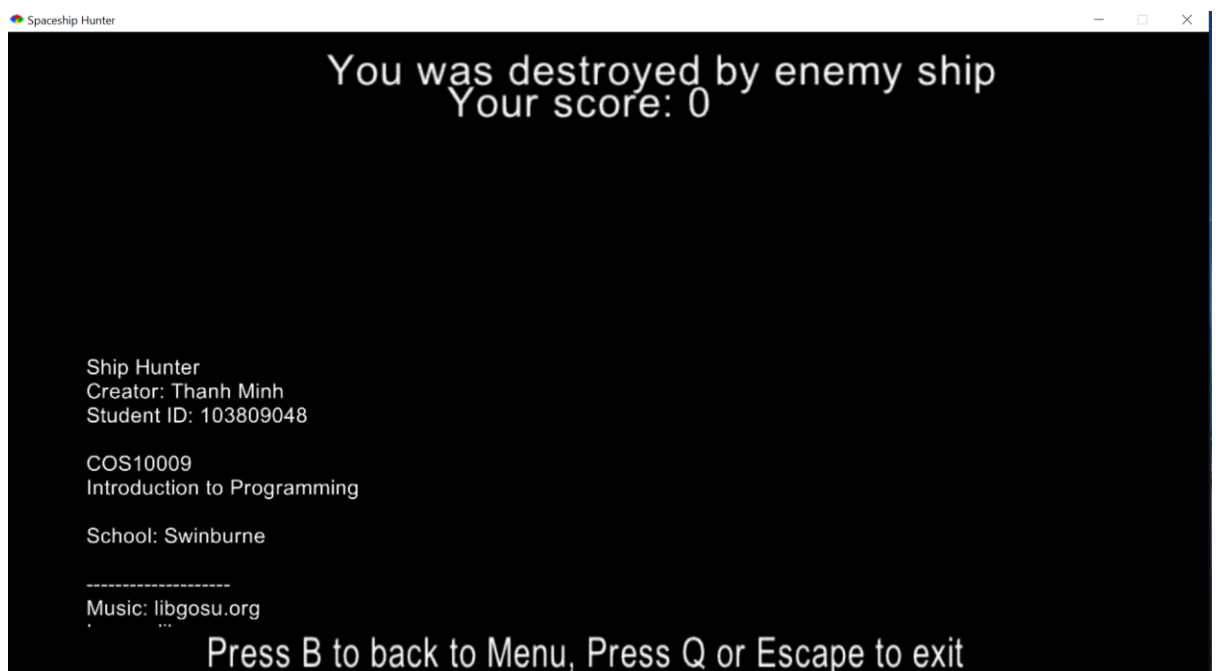 Spaceship Hunter
You was destroyed by enemy ship
Your score: 0
Ship Hunter
Creator: Thanh Minh
Student ID: 103809048
COS10009
Introduction to Programming
School: Swinburne
--------------------
Music: libgosu.org
Press B to back to Menu, Press Q or Escape to exit